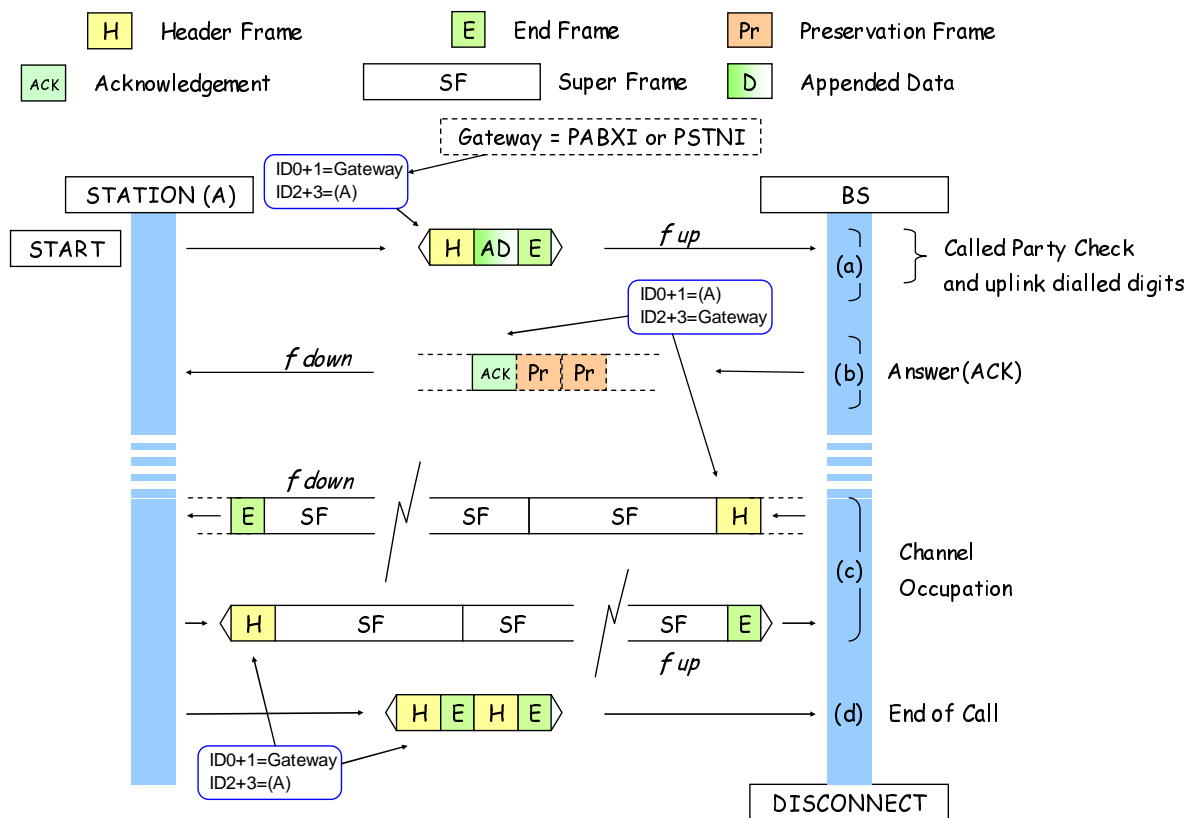 H Header Frame E End Frame Pr Preservation Frame
ACK Acknowledgement SF Super Frame D Appended Data
Gateway = PABXI or PSTNI
ID0+1=Gateway
ID2+3=(A)
STATION (A) BS
START H AD E f up (a) Called Party Check
and uplink dialled digits
ID0+1=(A)
ID2+3=Gateway
f down ACK Pr Pr (b) Answer(ACK)
f down
E SF SF SF H
(c) Channel
Occupation
H SF SF SF E
f up
H E H E (d) End of Call
ID0+1=Gateway
ID2+3=(A)
DISCONNECT